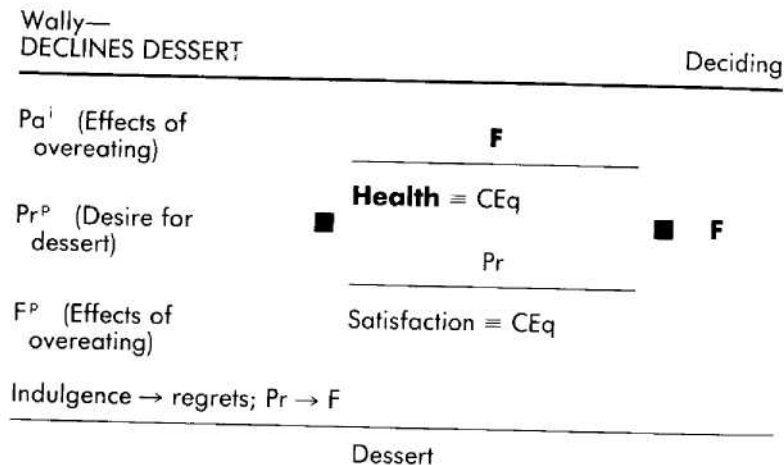 Wally—
DECLINES DESSERT
Deciding
Paⁱ (Effects of
overeating)
F
Prᵖ (Desire for
dessert)
■ Health ≡ CEq ■ F
Pr
Fᵖ (Effects of
overeating)
Satisfaction ≡ CEq
Indulgence → regrets; Pr → F
Dessert